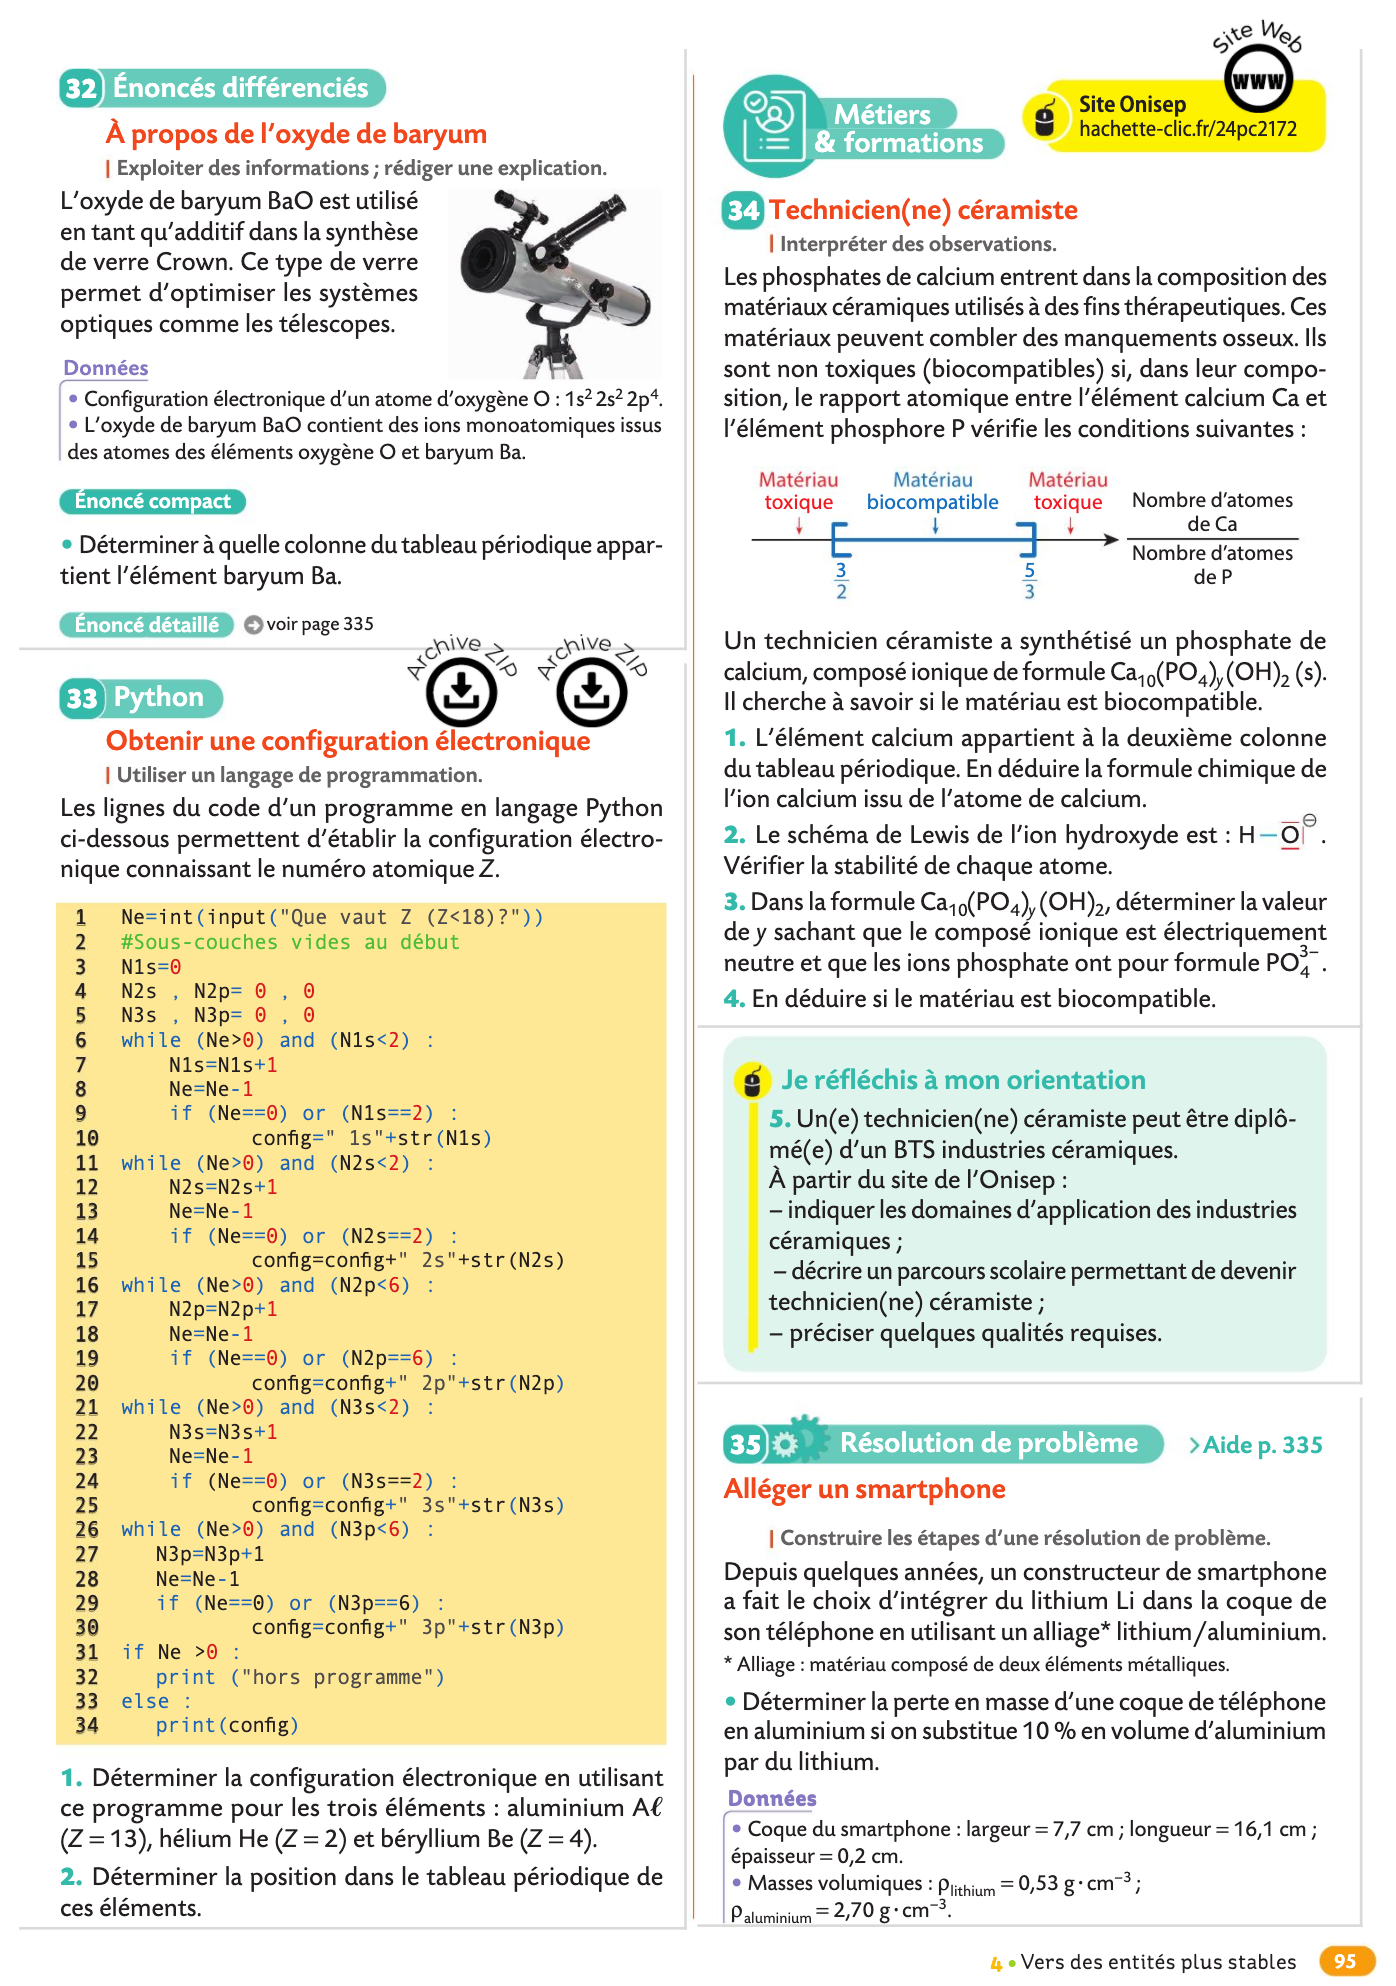 32 Énoncés différenciés
À propos de l'oxyde de baryum
| Exploiter des informations ; rédiger une explication.
L'oxyde de baryum BaO est utilisé
en tant qu'additif dans la synthèse
de verre Crown. Ce type de verre
permet d'optimiser les systèmes
optiques comme les télescopes.
Données
• Configuration électronique d'un atome d'oxygène O : 1s² 2s² 2p⁴.
• L'oxyde de baryum BaO contient des ions monoatomiques issus
des atomes des éléments oxygène O et baryum Ba.
Énoncé compact
• Déterminer à quelle colonne du tableau périodique appar-
tient l'élément baryum Ba.
Énoncé détaillé voir page 335
Archive ZIP Archive ZIP
33 Python
Obtenir une configuration électronique
| Utiliser un langage de programmation.
Les lignes du code d'un programme en langage Python
ci-dessous permettent d'établir la configuration électro-
nique connaissant le numéro atomique Z.
1 Ne=int(input("Que vaut Z (Z<18)?"))
2 #Sous-couches vides au début
3 N1s=0
4 N2s , N2p= 0 , 0
5 N3s , N3p= 0 , 0
6 while (Ne>0) and (N1s<2) :
7 N1s=N1s+1
8 Ne=Ne-1
9 if (Ne==0) or (N1s==2) :
10 config=" 1s"+str(N1s)
11 while (Ne>0) and (N2s<2) :
12 N2s=N2s+1
13 Ne=Ne-1
14 if (Ne==0) or (N2s==2) :
15 config=config+" 2s"+str(N2s)
16 while (Ne>0) and (N2p<6) :
17 N2p=N2p+1
18 Ne=Ne-1
19 if (Ne==0) or (N2p==6) :
20 config=config+" 2p"+str(N2p)
21 while (Ne>0) and (N3s<2) :
22 N3s=N3s+1
23 Ne=Ne-1
24 if (Ne==0) or (N3s==2) :
25 config=config+" 3s"+str(N3s)
26 while (Ne>0) and (N3p<6) :
27 N3p=N3p+1
28 Ne=Ne-1
29 if (Ne==0) or (N3p==6) :
30 config=config+" 3p"+str(N3p)
31 if Ne >0 :
32 print ("hors programme")
33 else :
34 print(config)
1. Déterminer la configuration électronique en utilisant
ce programme pour les trois éléments : aluminium Aℓ
(Z = 13), hélium He (Z = 2) et béryllium Be (Z = 4).
2. Déterminer la position dans le tableau périodique de
ces éléments.
Site Web
www
Métiers
& formations
Site Onisep
hachette-clic.fr/24pc2172
34 Technicien(ne) céramiste
| Interpréter des observations.
Les phosphates de calcium entrent dans la composition des
matériaux céramiques utilisés à des fins thérapeutiques. Ces
matériaux peuvent combler des manquements osseux. Ils
sont non toxiques (biocompatibles) si, dans leur compo-
sition, le rapport atomique entre l'élément calcium Ca et
l'élément phosphore P vérifie les conditions suivantes :
Matériau Matériau Matériau
toxique biocompatible toxique
Nombre d'atomes
de Ca
Nombre d'atomes
de P
3 5
2 3
Un technicien céramiste a synthétisé un phosphate de
calcium, composé ionique de formule Ca₁₀(PO₄)y(OH)₂ (s).
Il cherche à savoir si le matériau est biocompatible.
1. L'élément calcium appartient à la deuxième colonne
du tableau périodique. En déduire la formule chimique de
l'ion calcium issu de l'atome de calcium.
2. Le schéma de Lewis de l'ion hydroxyde est : H – O ⊖ .
Vérifier la stabilité de chaque atome.
3. Dans la formule Ca₁₀(PO₄)y(OH)₂, déterminer la valeur
de y sachant que le composé ionique est électriquement
neutre et que les ions phosphate ont pour formule PO₄³⁻.
4. En déduire si le matériau est biocompatible.
Je réfléchis à mon orientation
5. Un(e) technicien(ne) céramiste peut être diplô-
mé(e) d'un BTS industries céramiques.
À partir du site de l'Onisep :
– indiquer les domaines d'application des industries
céramiques ;
– décrire un parcours scolaire permettant de devenir
technicien(ne) céramiste ;
– préciser quelques qualités requises.
35 Résolution de problème > Aide p. 335
Alléger un smartphone
| Construire les étapes d'une résolution de problème.
Depuis quelques années, un constructeur de smartphone
a fait le choix d'intégrer du lithium Li dans la coque de
son téléphone en utilisant un alliage* lithium/aluminium.
* Alliage : matériau composé de deux éléments métalliques.
• Déterminer la perte en masse d'une coque de téléphone
en aluminium si on substitue 10 % en volume d'aluminium
par du lithium.
Données
• Coque du smartphone : largeur = 7,7 cm ; longueur = 16,1 cm ;
épaisseur = 0,2 cm.
• Masses volumiques : ρlithium = 0,53 g·cm⁻³ ;
ρaluminium = 2,70 g·cm⁻³.
4 • Vers des entités plus stables 95